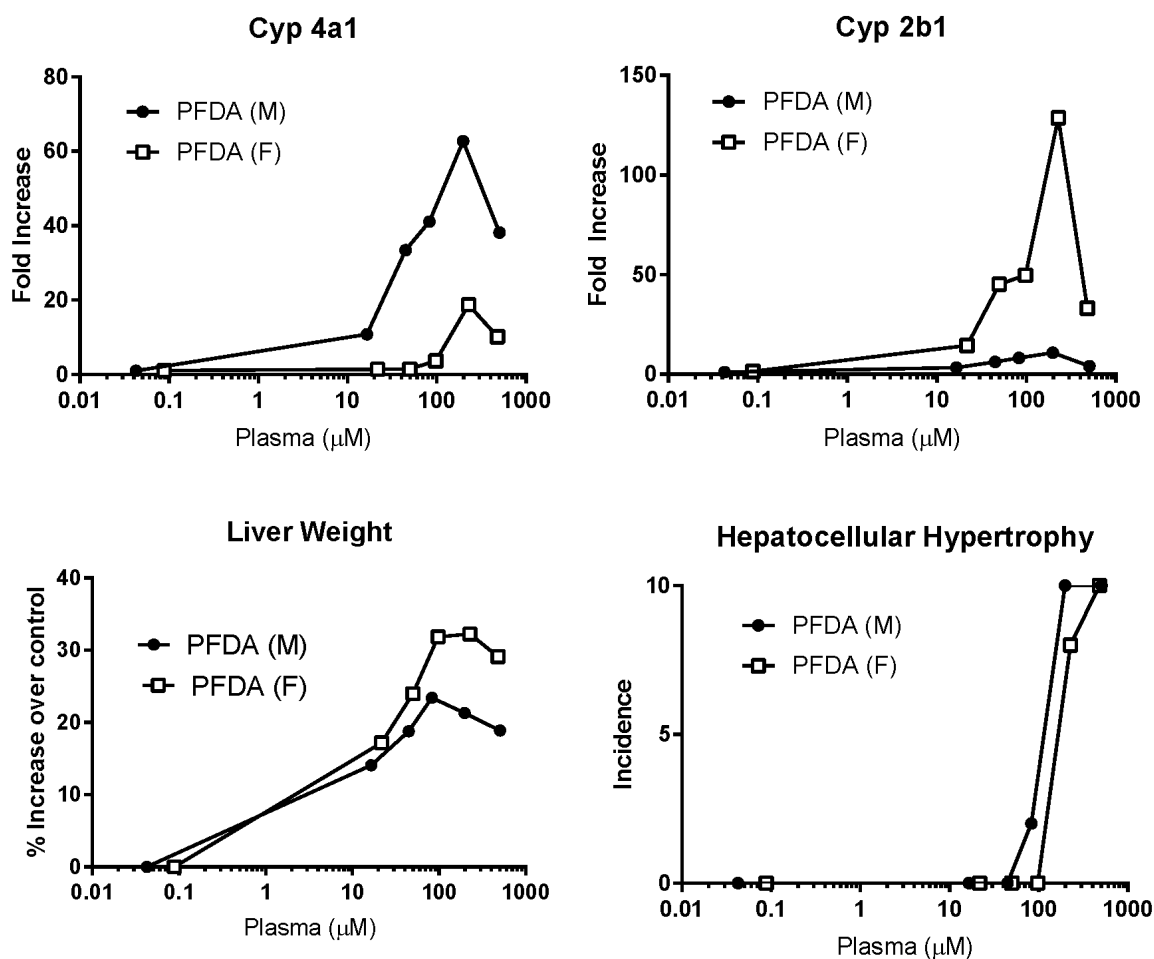 Cyp 4a1
80
60
40
20
0
Fold Increase
PFDA (M)
PFDA (F)
0.01 0.1 1 10 100 1000
Plasma (μM)
Cyp 2b1
150
100
50
0
Fold Increase
PFDA (M)
PFDA (F)
0.01 0.1 1 10 100 1000
Plasma (μM)
Liver Weight
40
30
20
10
0
% Increase over control
PFDA (M)
PFDA (F)
0.01 0.1 1 10 100 1000
Plasma (μM)
Hepatocellular Hypertrophy
10
5
0
Incidence
PFDA (M)
PFDA (F)
0.01 0.1 1 10 100 1000
Plasma (μM)